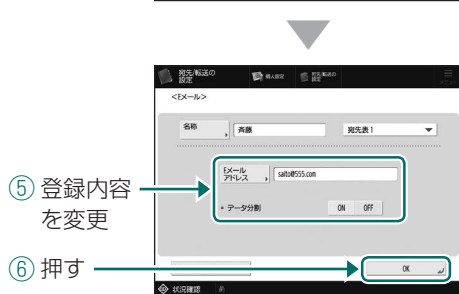 宛先/転送の
設定
個人設定
宛先/転送の
設定
<Eメール>
名称
斉藤
宛先表1
Eメール
アドレス
saito@555.com
データ分割
ON
OFF
⑤ 登録内容
を変更
⑥ 押す
OK
状況確認